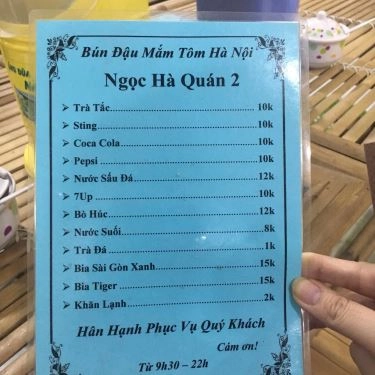 Bún Đậu Mắm Tôm Hà Nội
Ngọc Hà Quán 2
➢ Trà Tắc 10k
➢ Sting 10k
➢ Coca Cola 10k
➢ Pepsi 10k
➢ Nước Sấu Đá 12k
➢ 7Up 10k
➢ Bò Húc 12k
➢ Nước Suối 8k
➢ Trà Đá 1k
➢ Bia Sài Gòn Xanh 15k
➢ Bia Tiger 15k
➢ Khăn Lạnh 2k
Hân Hạnh Phục Vụ Quý Khách
Cảm ơn!
Từ 9h30 – 22h